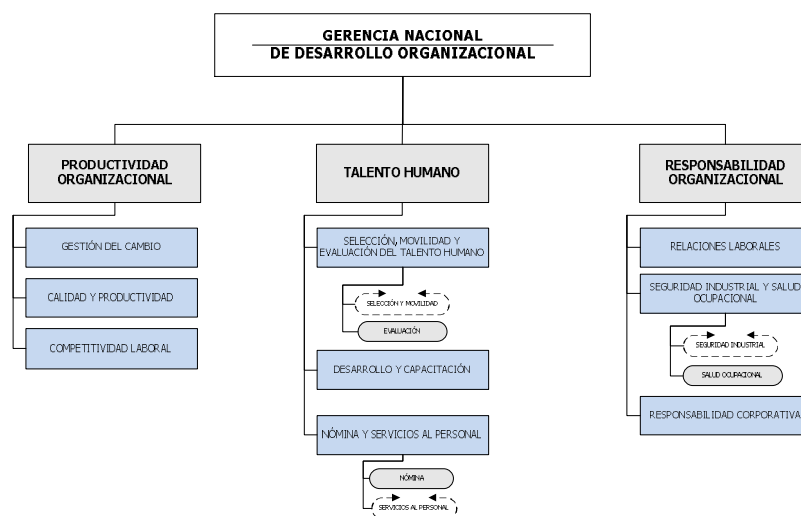 GERENCIA NACIONAL
DE DESARROLLO ORGANIZACIONAL
PRODUCTIVIDAD
ORGANIZACIONAL
GESTIÓN DEL CAMBIO
CALIDAD Y PRODUCTIVIDAD
COMPETITIVIDAD LABORAL
TALENTO HUMANO
SELECCIÓN, MOVILIDAD Y
EVALUACIÓN DEL TALENTO HUMANO
SELECCIÓN Y MOVILIDAD
EVALUACIÓN
DESARROLLO Y CAPACITACIÓN
NÓMINA Y SERVICIOS AL PERSONAL
NÓMINA
SERVICIOS AL PERSONAL
RESPONSABILIDAD
ORGANIZACIONAL
RELACIONES LABORALES
SEGURIDAD INDUSTRIAL Y SALUD
OCUPACIONAL
SEGURIDAD INDUSTRIAL
SALUD OCUPACIONAL
RESPONSABILIDAD CORPORATIVA